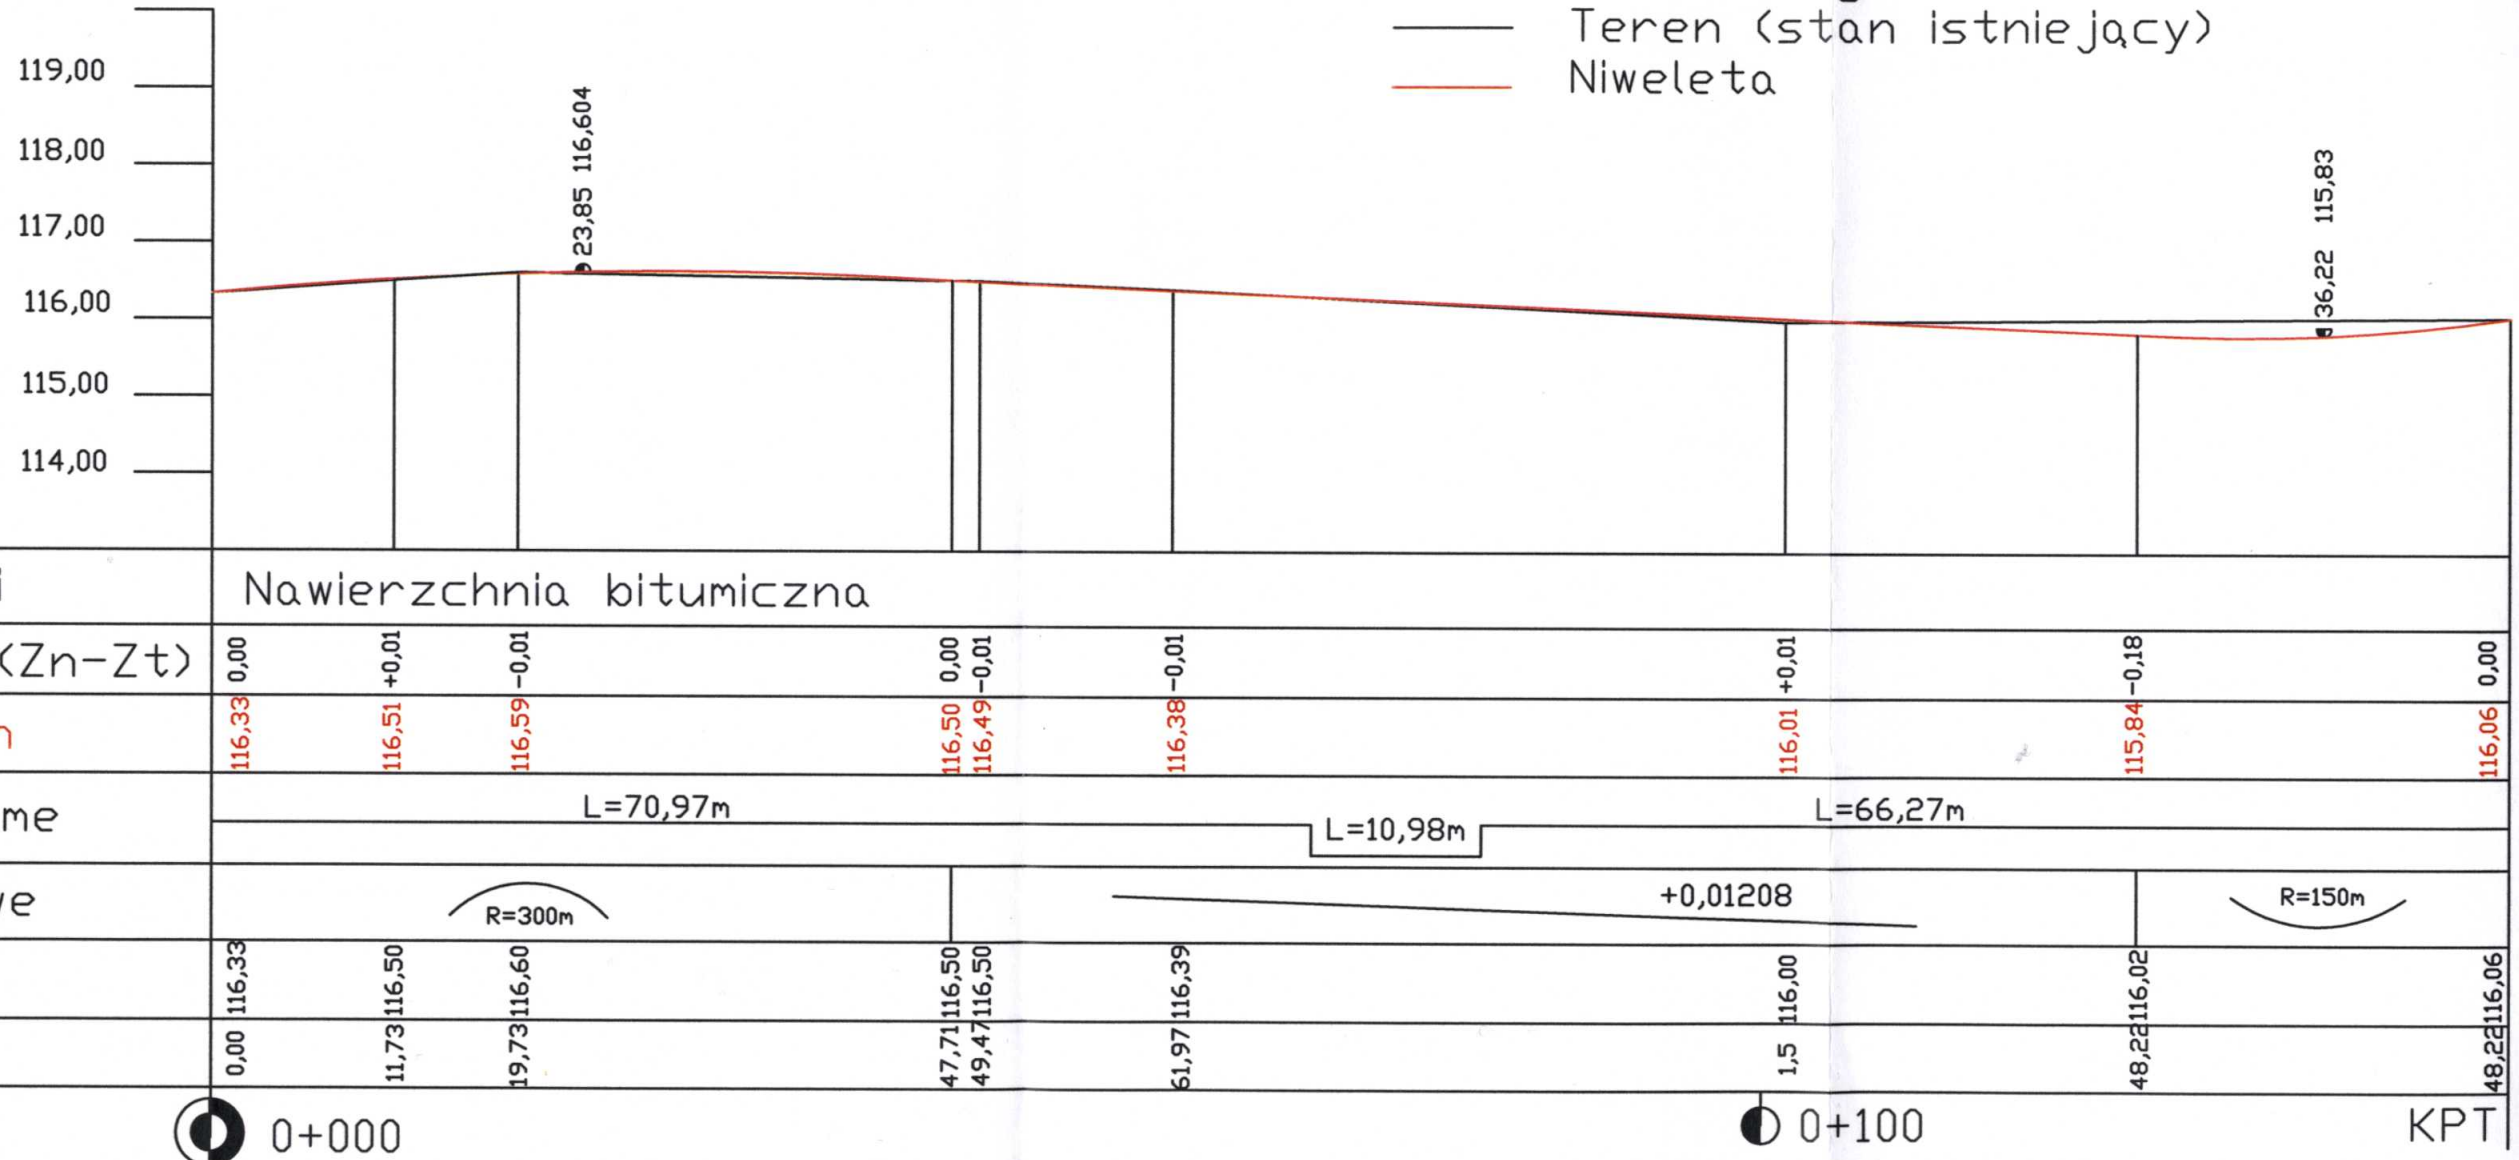 Teren (stan istniejący)
Niweleta
119,00
118,00
117,00
116,00
115,00
114,00
23,85 116,604
36,22 115,83
Nawierzchnia bitumiczna
(Zn-Zt) 0,00 +0,01 -0,01 0,00 -0,01 -0,01 +0,01 -0,18 0,00
116,33 116,51 116,59 116,50 116,49 116,38 116,01 115,84 116,06
me L=70,97m L=10,98m L=66,27m
we R=300m +0,01208 R=150m
116,33 116,50 116,60 116,50 116,50 116,39 116,00 116,02 116,06
0,00 11,73 19,73 47,71 49,47 61,97 1,5 48,22 48,22
0+000 0+100 KPT